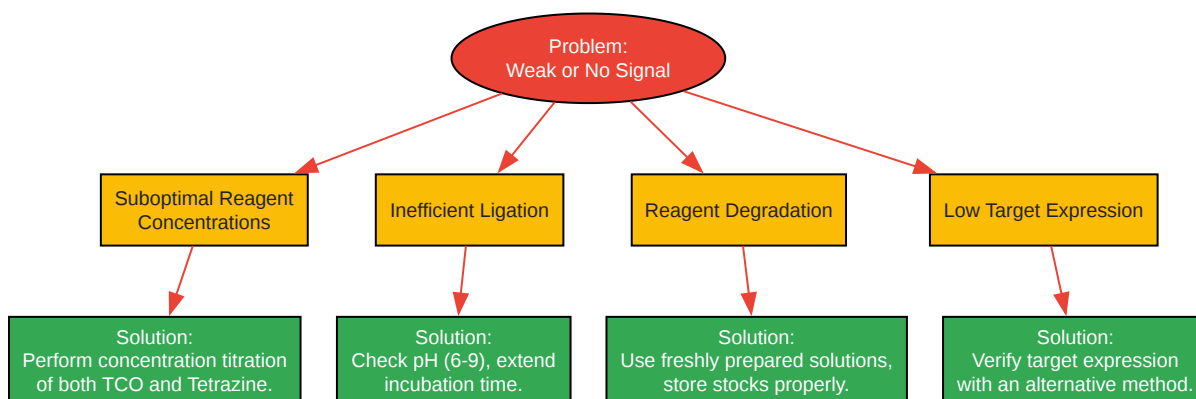 Problem:
Weak or No Signal
Suboptimal Reagent
Concentrations
Inefficient Ligation
Reagent Degradation
Low Target Expression
Solution:
Perform concentration titration
of both TCO and Tetrazine.
Solution:
Check pH (6-9), extend
incubation time.
Solution:
Use freshly prepared solutions,
store stocks properly.
Solution:
Verify target expression
with an alternative method.